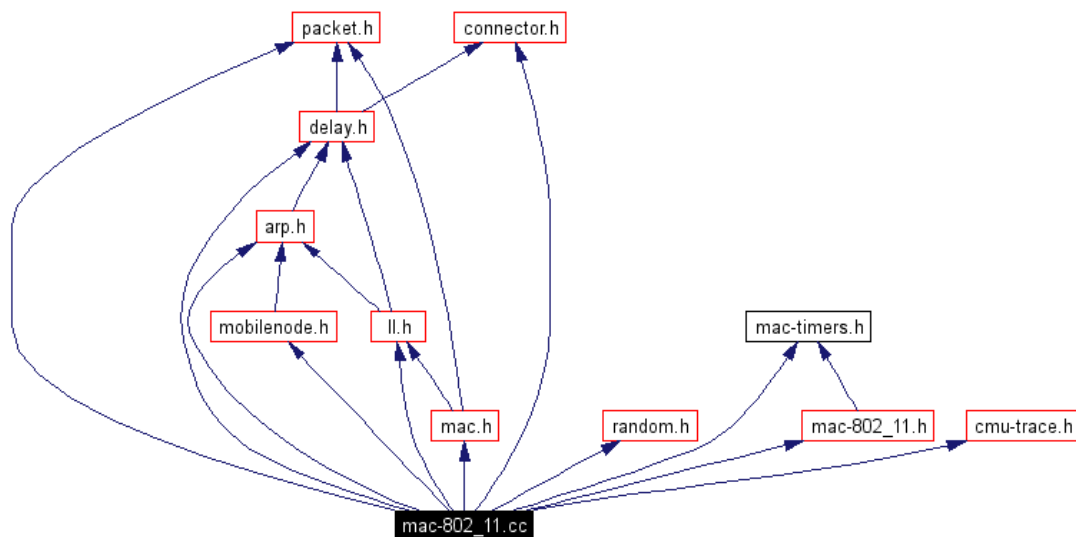 packet.h
connector.h
delay.h
arp.h
mobilenode.h
ll.h
mac-timers.h
mac.h
random.h
mac-802_11.h
cmu-trace.h
mac-802_11.cc